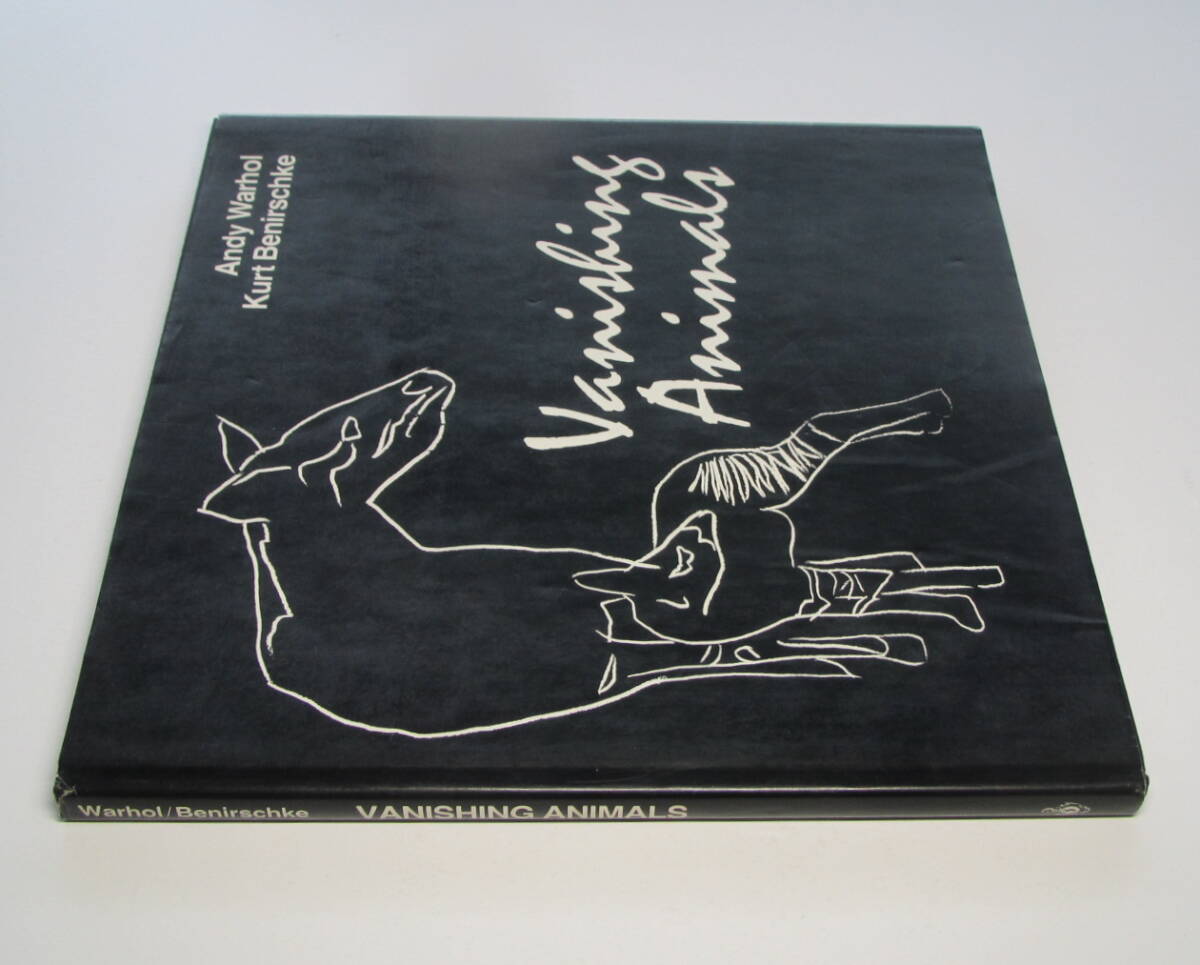 Andy Warhol
Kurt Benirschke
Vanishing
Animals
Warhol/Benirschke VANISHING ANIMALS